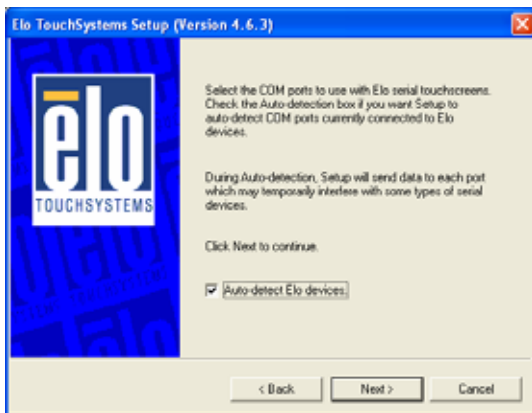 Elo TouchSystems Setup (Version 4.6.3)
elo
TOUCHSYSTEMS
Select the COM ports to use with Elo serial touchscreens.
Check the Auto-detection box if you want Setup to
auto-detect COM ports currently connected to Elo
devices.
During Auto-detection, Setup will send data to each port
which may temporarily interfere with some types of serial
devices.
Click Next to continue.
Auto-detect Elo devices.
< Back
Next >
Cancel